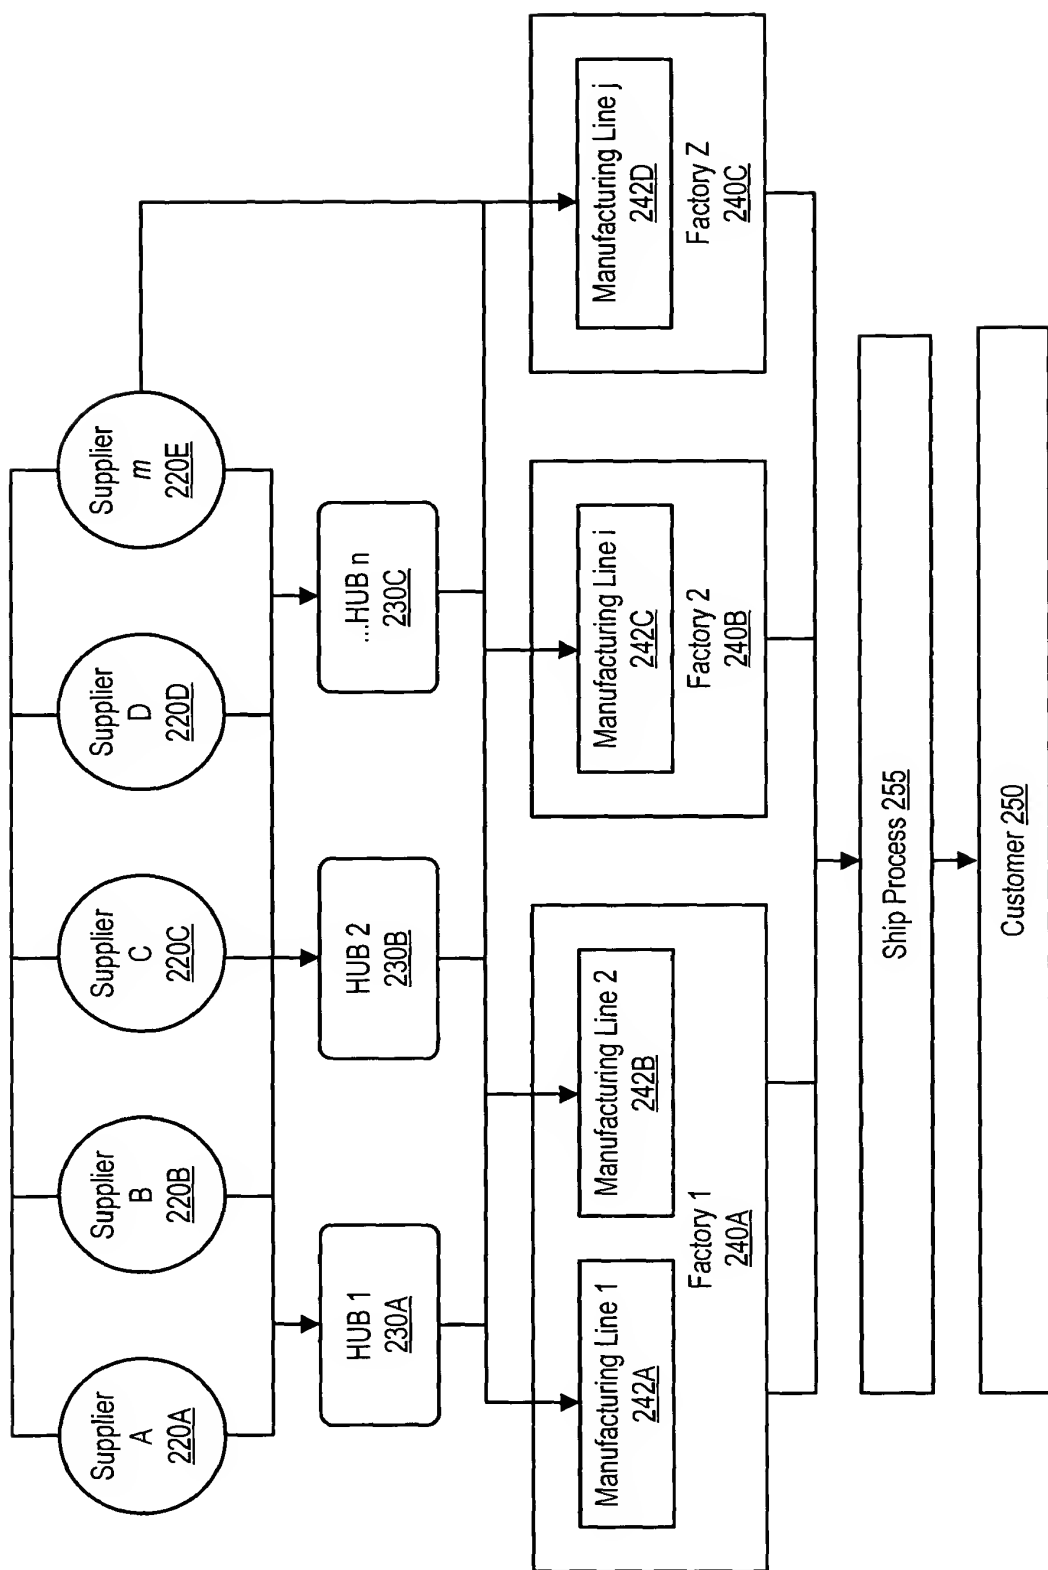 Supplier
A
220A
Supplier
B
220B
Supplier
C
220C
Supplier
D
220D
Supplier
m
220E
HUB 1
230A
HUB 2
230B
...HUB n
230C
Manufacturing Line 1
242A
Manufacturing Line 2
242B
Factory 1
240A
Manufacturing Line i
242C
Factory 2
240B
Manufacturing Line j
242D
Factory Z
240C
Ship Process 255
Customer 250